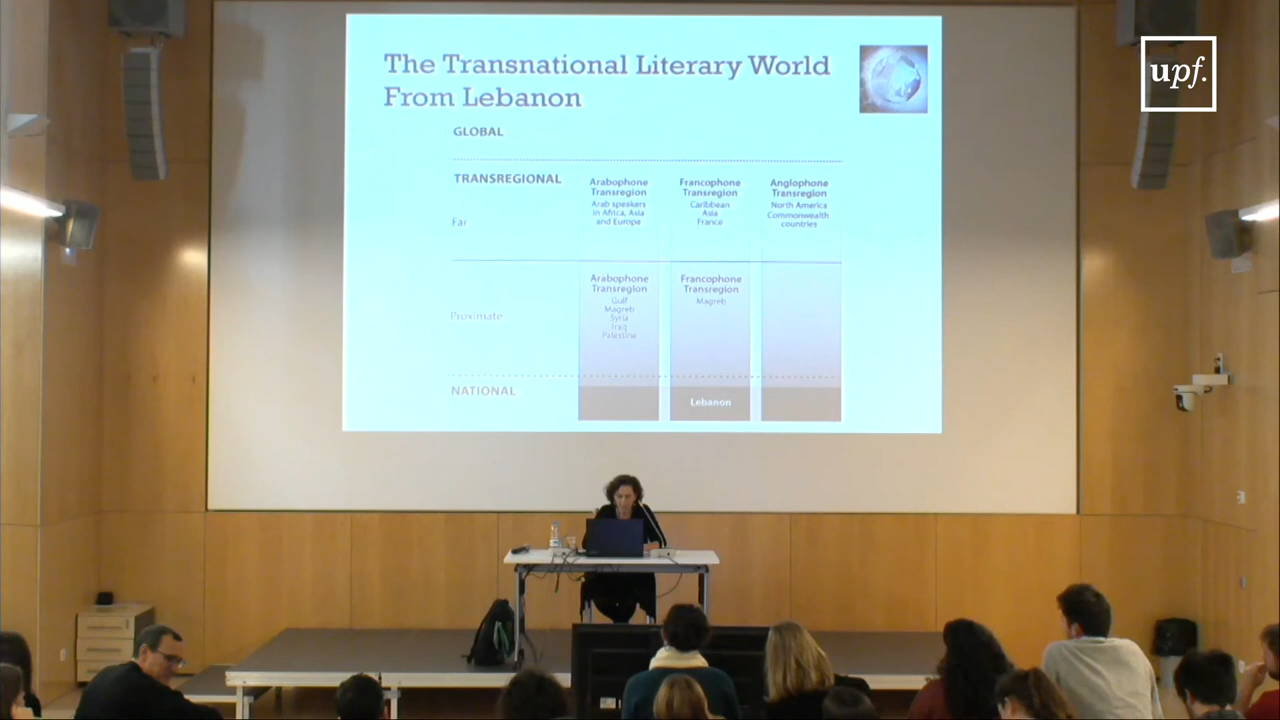 The Transnational Literary World
From Lebanon
upf.
GLOBAL
TRANSREGIONAL
Arabophone
Transregion
Arab speakers
in Africa, Asia
and Europe
Francophone
Transregion
Caribbean
Asia
France
Anglophone
Transregion
North America
Commonwealth
countries
Far
Arabophone
Transregion
Gulf
Magreb
Syria
Iraq
Palestine
Francophone
Transregion
Magreb
Proximate
NATIONAL
Lebanon